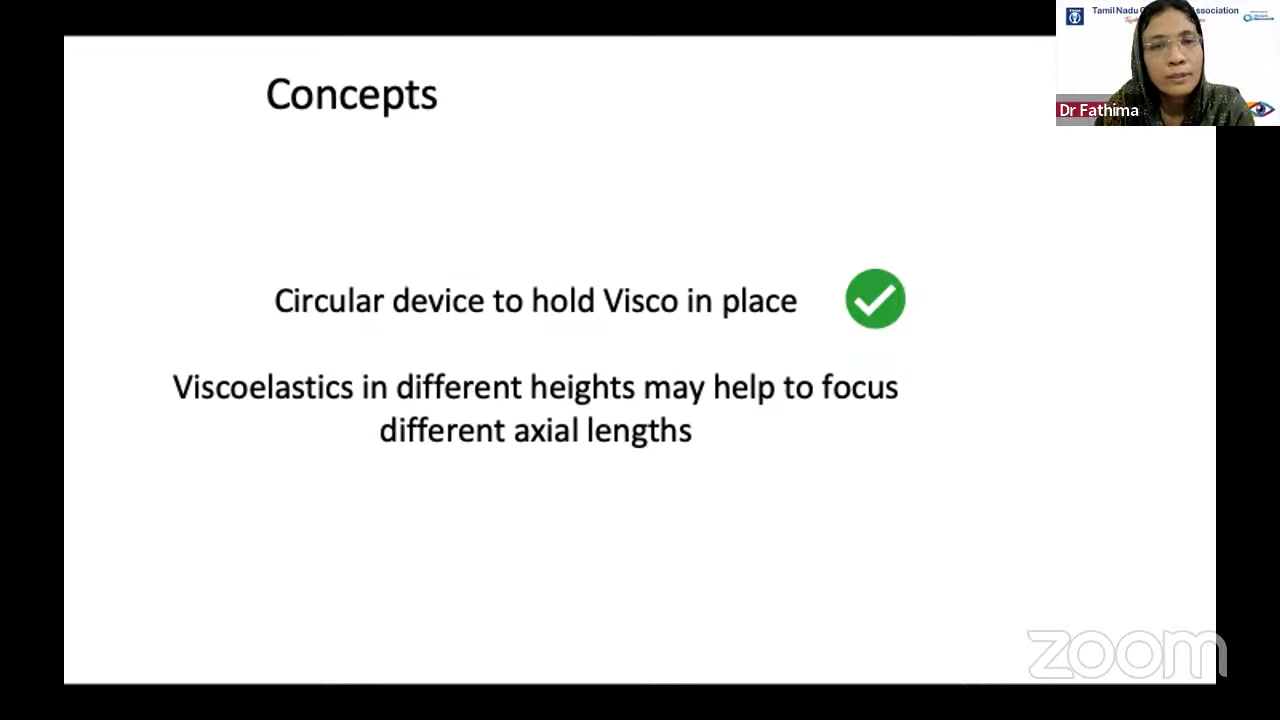 Tamil Nadu
Association
Dr Fathima
Concepts
Circular device to hold Visco in place
Viscoelastics in different heights may help to focus
different axial lengths
zoom